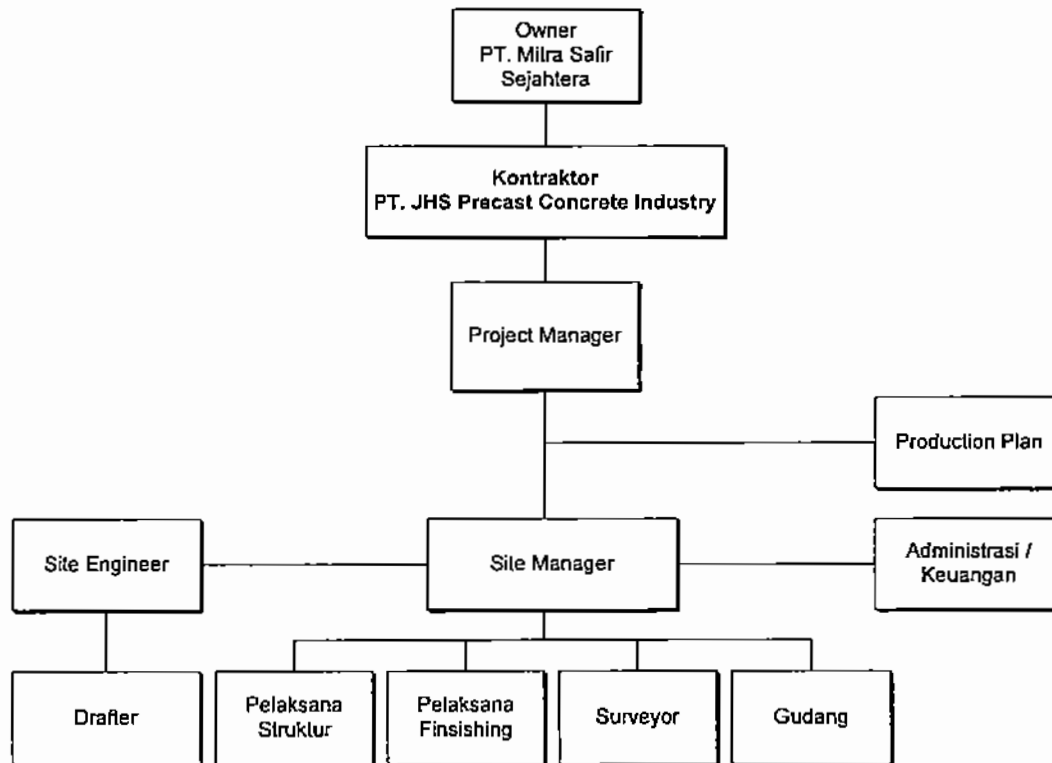 Owner
PT. Mitra Safir
Sejahtera
Kontraktor
PT. JHS Precast Concrete Industry
Project Manager
Production Plan
Site Engineer
Site Manager
Administrasi /
Keuangan
Drafter
Pelaksana
Struktur
Pelaksana
Finsishing
Surveyor
Gudang